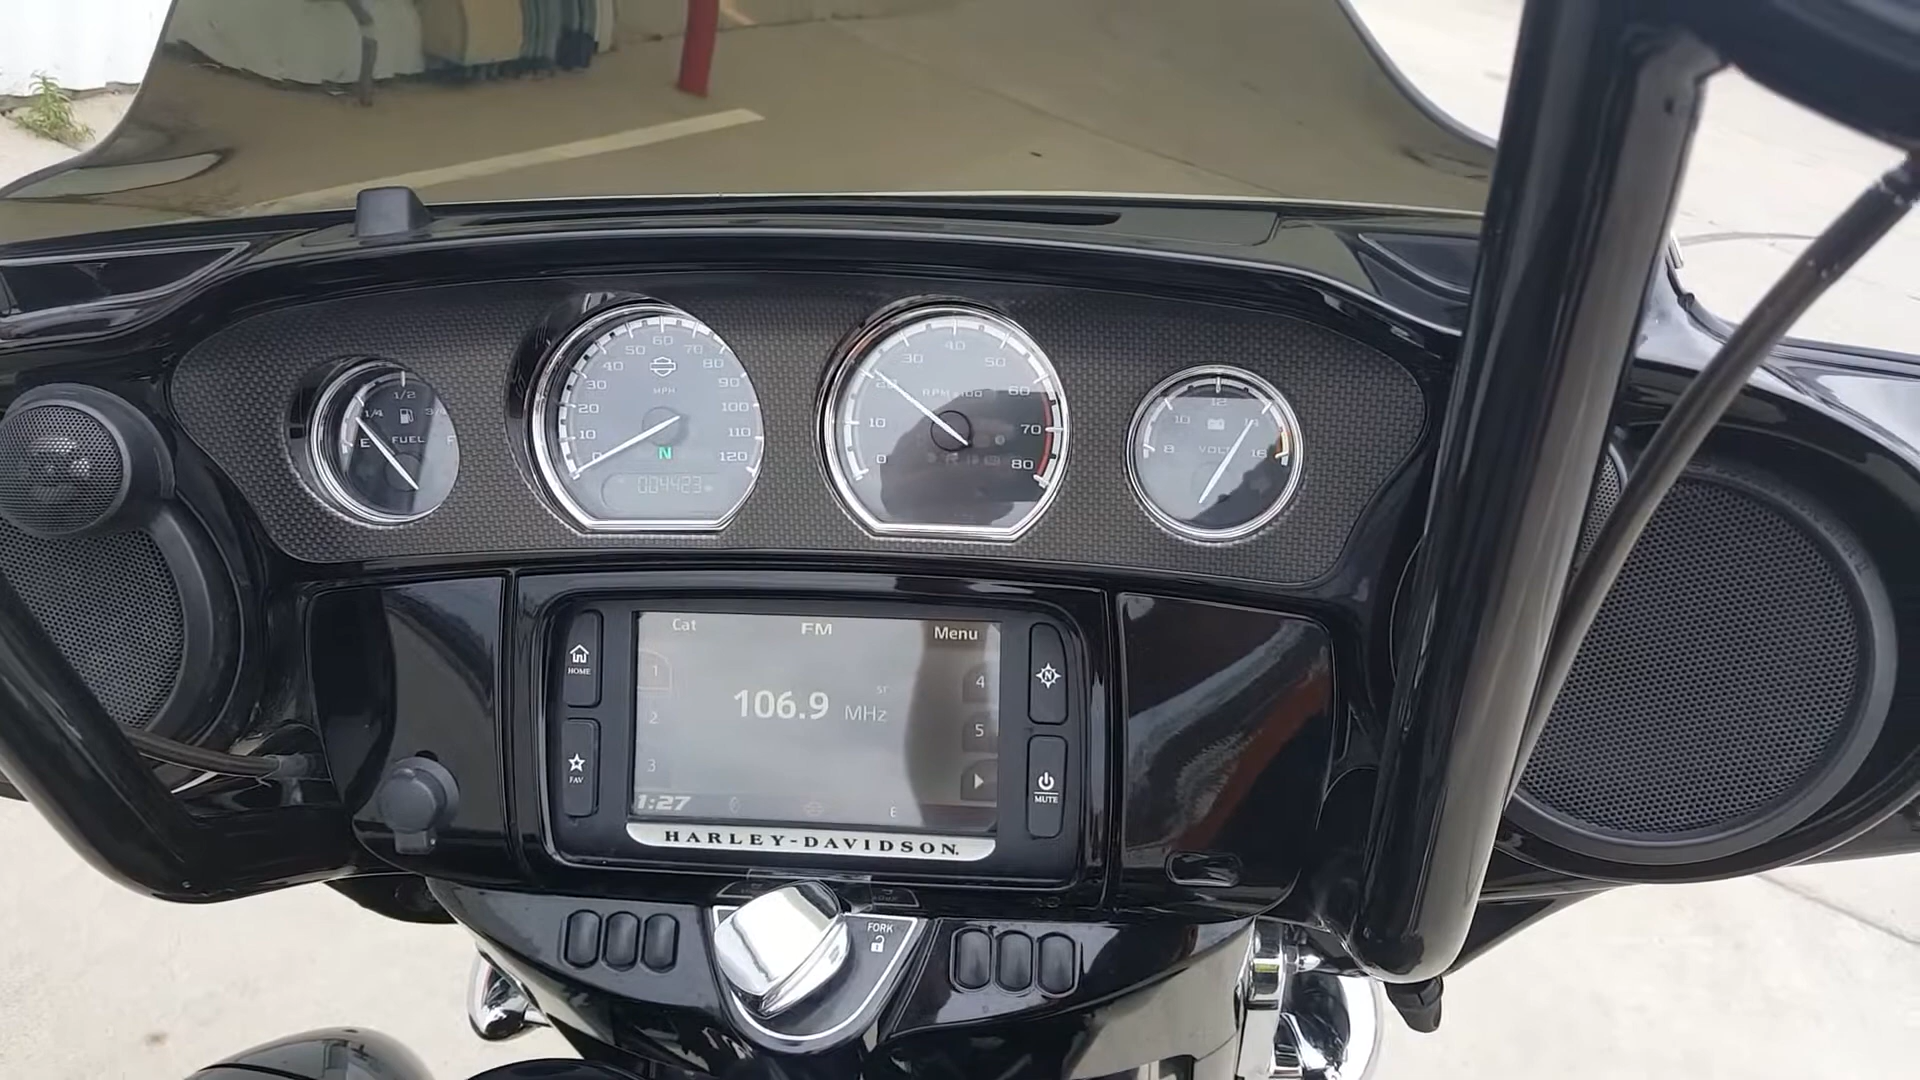 1/2
1/4 3/4
E FUEL F
60
50 70
40 80
30 MPH 90
20 100
10 110
0 N 120
004423
40
30 50
20 RPM x100 60
10 70
0 80
12
10 14
8 VOLTS 16
Cat FM Menu
HOME
1 4
106.9 MHz
2 5
3
FAV
MUTE
1:27 E
HARLEY-DAVIDSON
FORK